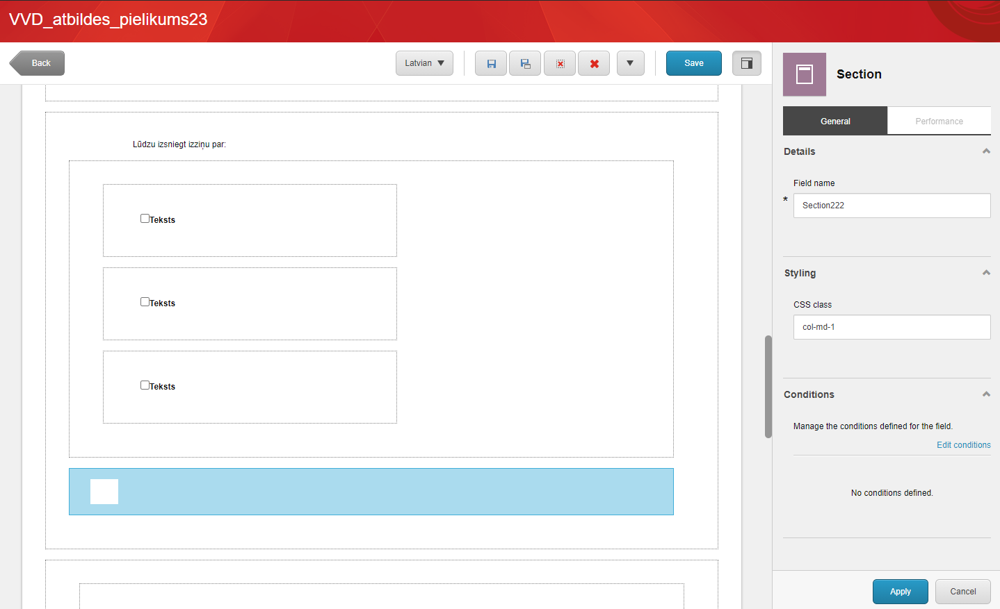 VVD_atbildes_pielikums23
Back
Latvian
Save
Section
General
Performance
Details
Field name
*
Section222
Styling
CSS class
col-md-1
Conditions
Manage the conditions defined for the field.
Edit conditions
No conditions defined.
Apply
Cancel
Lūdzu izsniegt izziņu par:
Teksts
Teksts
Teksts